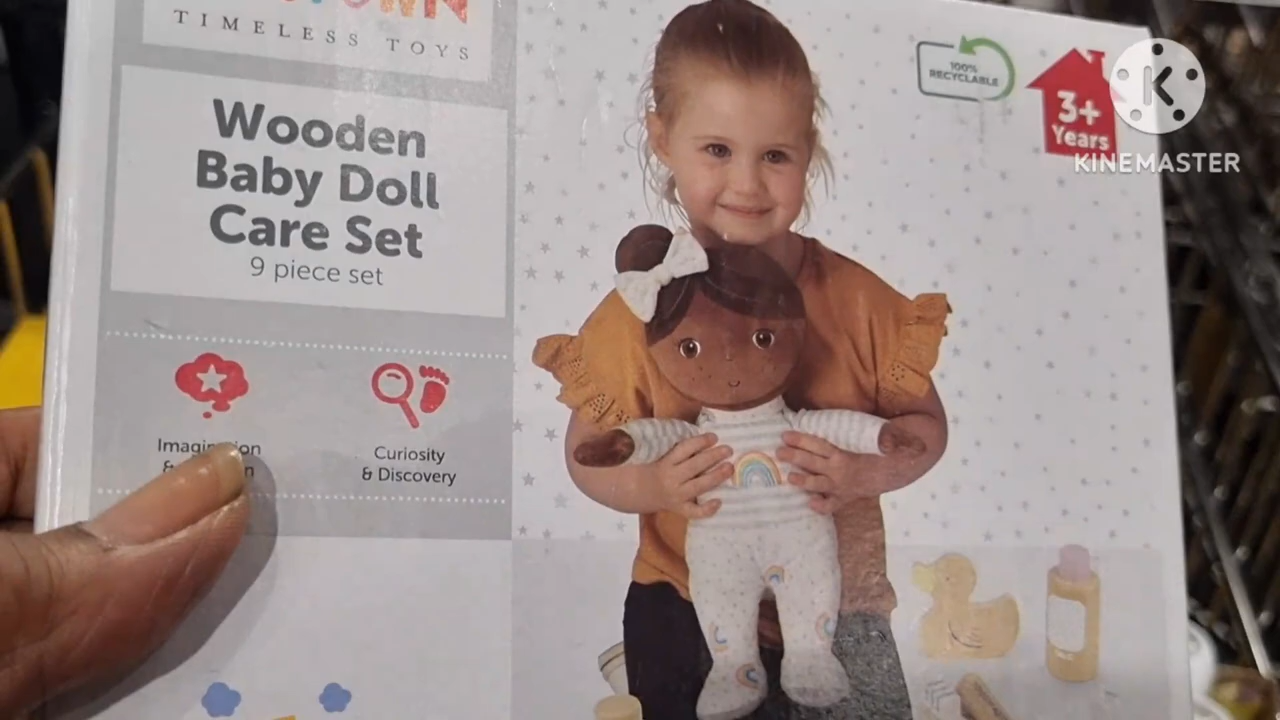 TIMELESS TOYS
Wooden
Baby Doll
Care Set
9 piece set
Curiosity
& Discovery
100%
RECYCLABLE
3+
Years
K
KINEMASTER